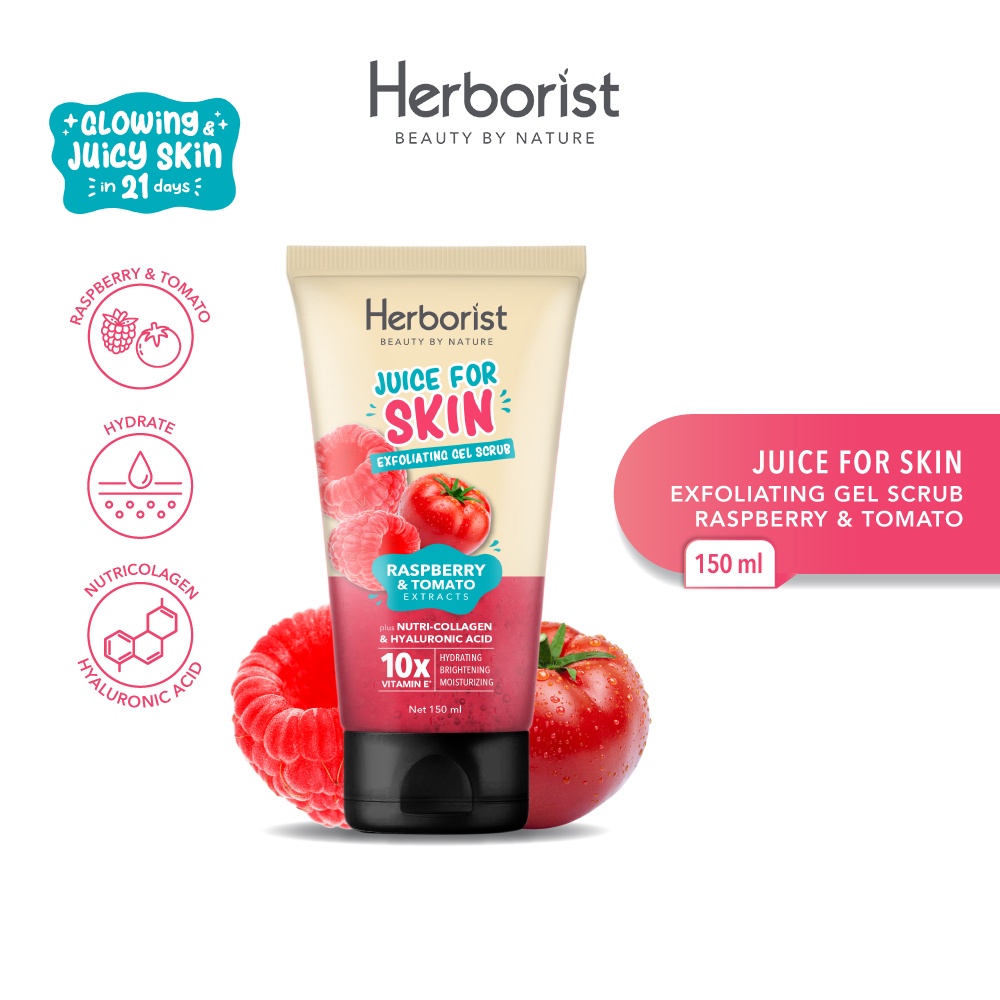 Herborist
BEAUTY BY NATURE
GLOWING &
JUICY SKIN
in 21 days
RASPBERRY & TOMATO
HYDRATE
NUTRICOLAGEN
HYALURONIC ACID
Herborist
BEAUTY BY NATURE
JUICE FOR
SKIN
EXFOLIATING GEL SCRUB
RASPBERRY
& TOMATO
EXTRACTS
plus NUTRI-COLLAGEN
& HYALURONIC ACID
10x
VITAMIN E*
HYDRATING
BRIGHTENING
MOISTURIZING
Net 150 ml
JUICE FOR SKIN
EXFOLIATING GEL SCRUB
RASPBERRY & TOMATO
150 ml